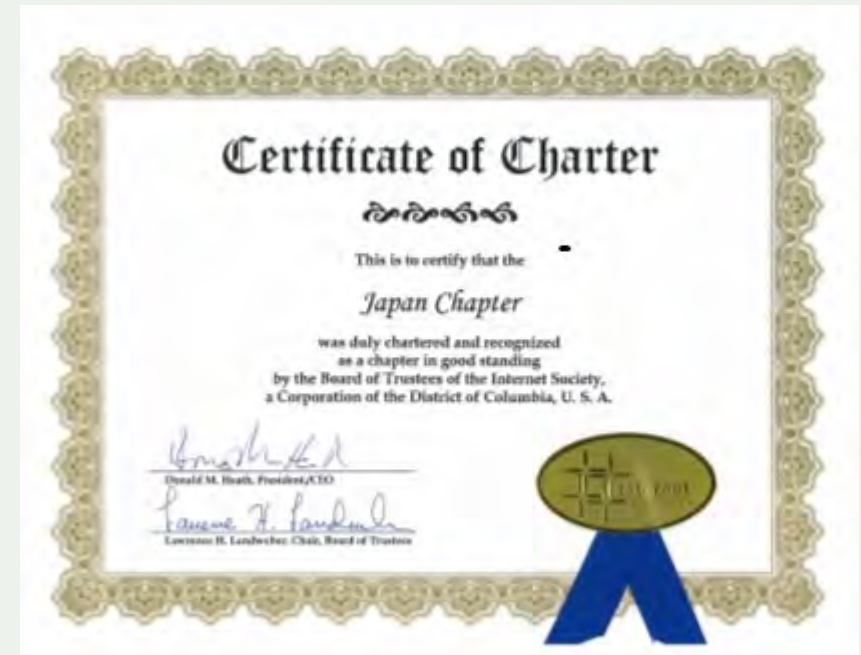 Certificate of Charter
This is to certify that the
Japan Chapter
was duly chartered and recognized
as a chapter in good standing
by the Board of Trustees of the Internet Society,
a Corporation of the District of Columbia, U. S. A.
Donald M. Heath, President/CEO
Lawrence H. Landweber, Chair, Board of Trustees